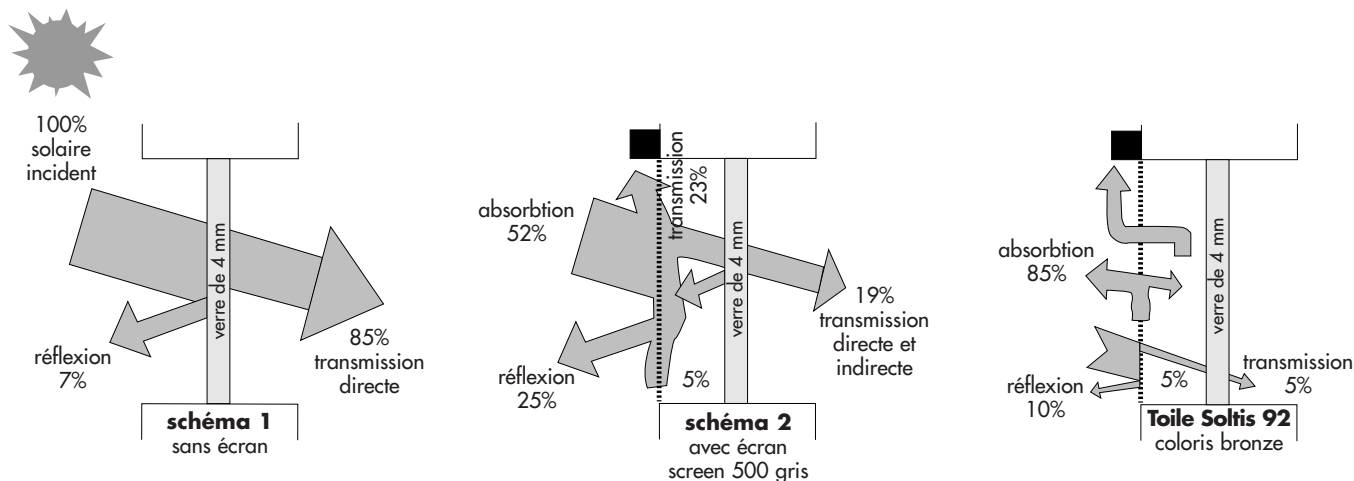 100%
solaire
incident
verre de 4 mm
réflexion
7%
85%
transmission
directe
schéma 1
sans écran
absorbtion
52%
transmission
23%
verre de 4 mm
19%
transmission
directe et
indirecte
réflexion
25%
5%
schéma 2
avec écran
screen 500 gris
absorbtion
85%
verre de 4 mm
réflexion
10%
5%
transmission
5%
Toile Soltis 92
coloris bronze